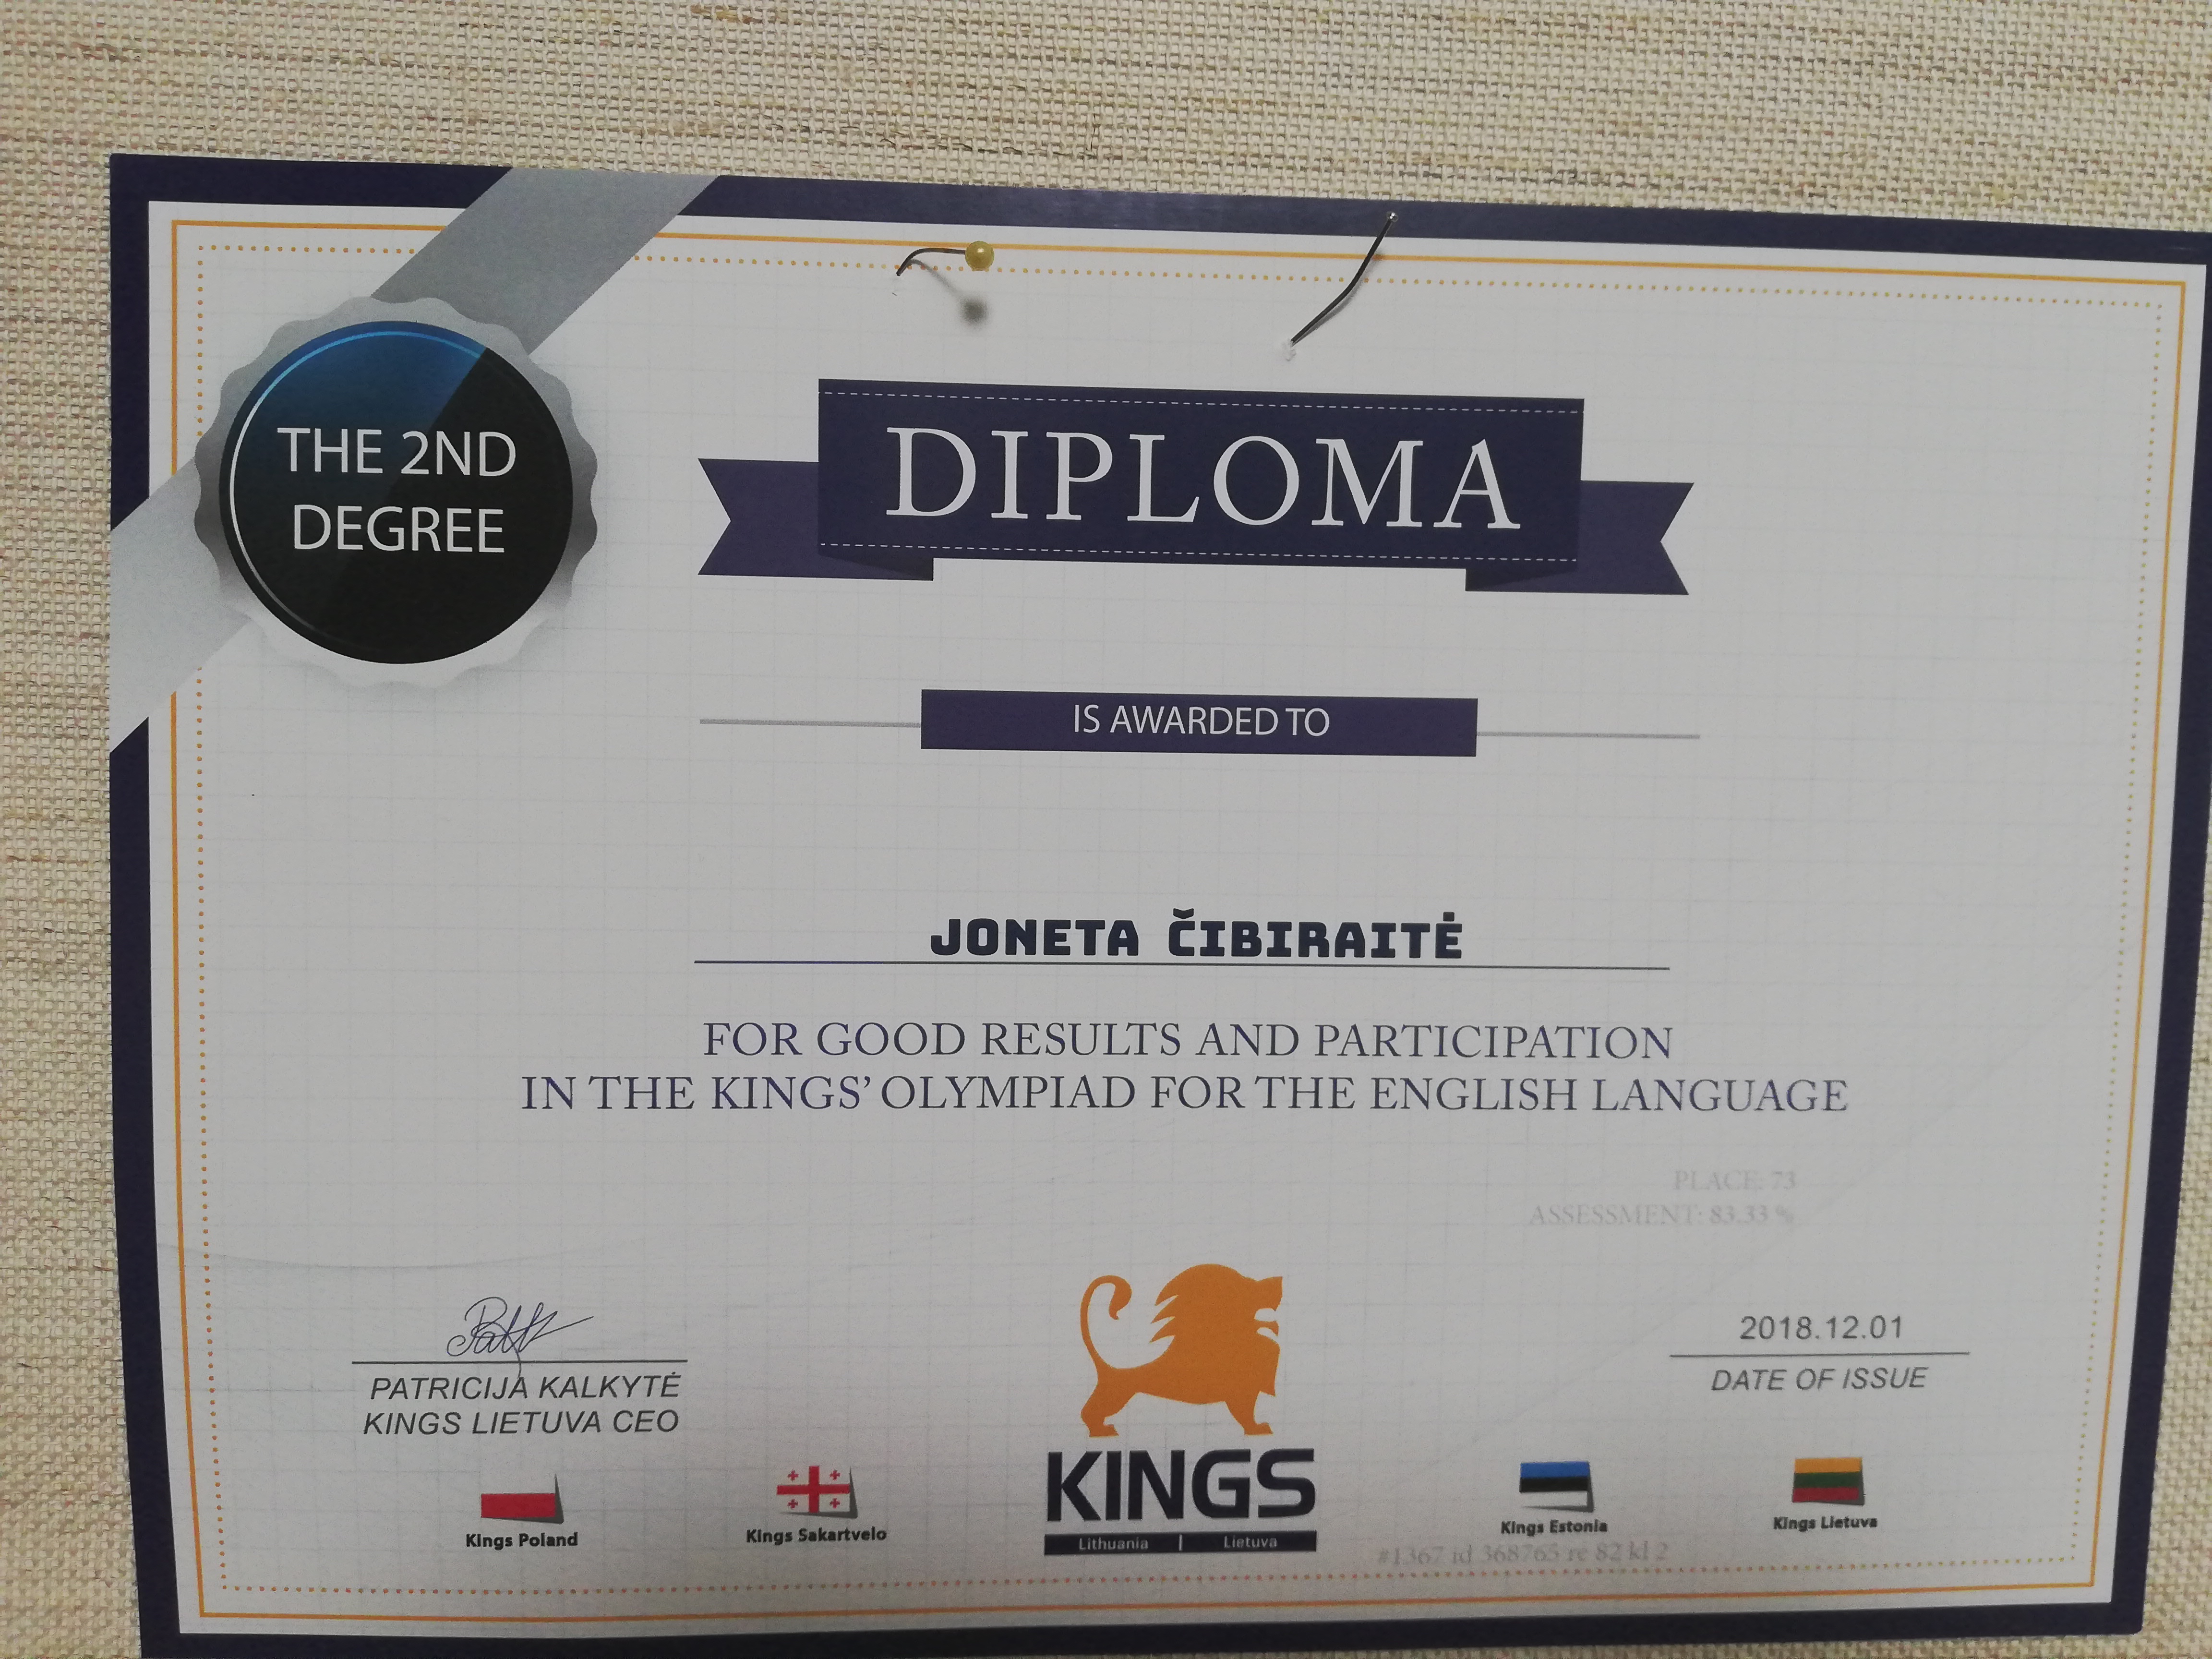 THE 2ND
DEGREE
DIPLOMA
IS AWARDED TO
JONETA ČIBIRAITĖ
FOR GOOD RESULTS AND PARTICIPATION
IN THE KINGS' OLYMPIAD FOR THE ENGLISH LANGUAGE
PLACE: 73
ASSESSMENT: 83.33 %
PATRICIJA KALKYTĖ
KINGS LIETUVA CEO
2018.12.01
DATE OF ISSUE
Kings Poland
Kings Sakartvelo
KINGS
Lithuania | Lietuva
Kings Estonia
Kings Lietuva
#1367 id 368765 re 82 kl 2